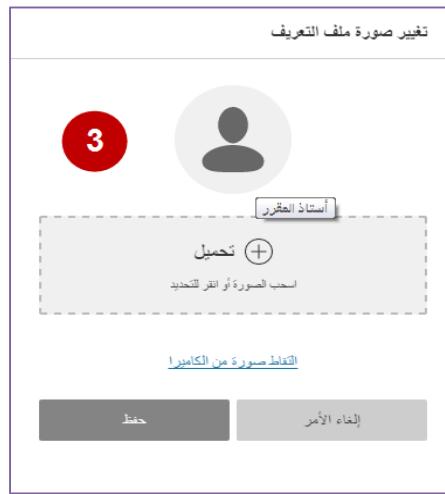 تغيير صورة ملف التعريف
3
أستاذ المقرر
تحميل
اسحب الصورة أو انقر للتحديد
التقاط صورة من الكاميرا
إلغاء الأمر
حفظ